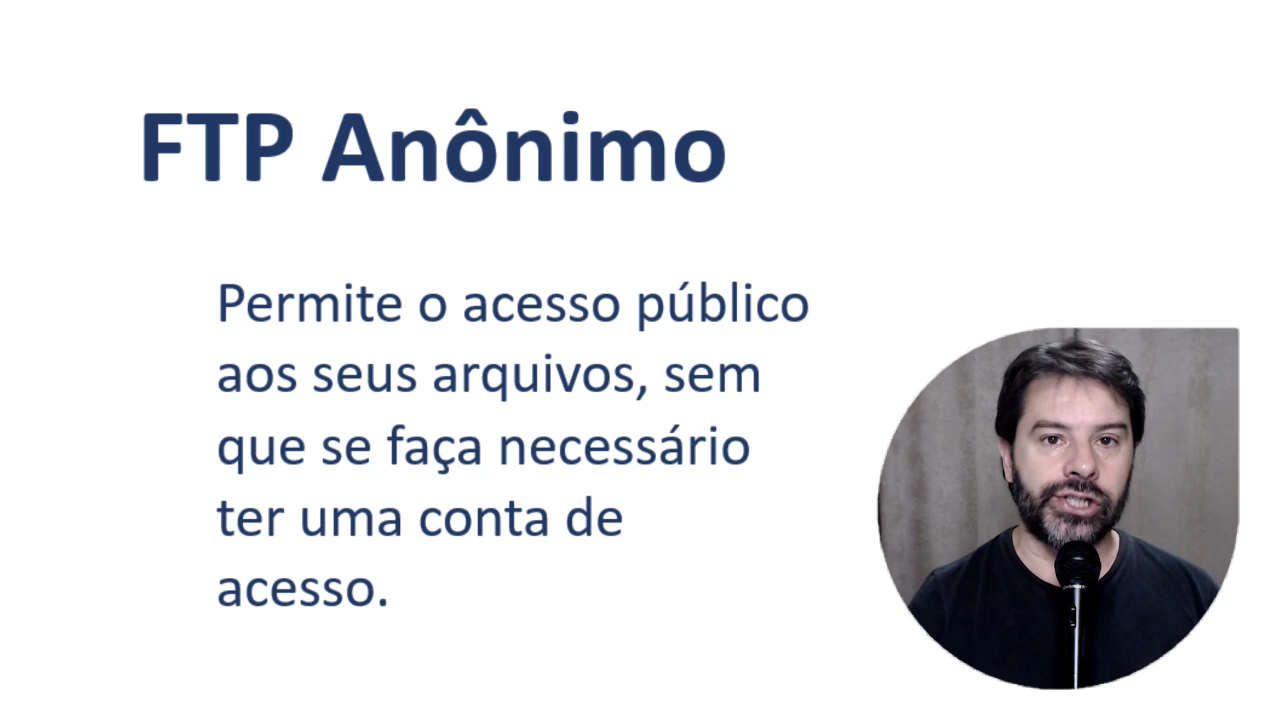 FTP Anônimo
Permite o acesso público
aos seus arquivos, sem
que se faça necessário
ter uma conta de
acesso.